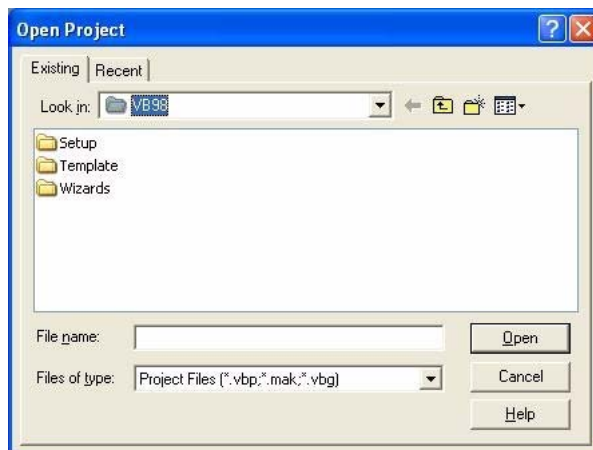 Open Project
Existing Recent
Look in: VB98
Setup
Template
Wizards
File name: Open
Files of type: Project Files (*.vbp;*.mak;*.vbg) Cancel
Help